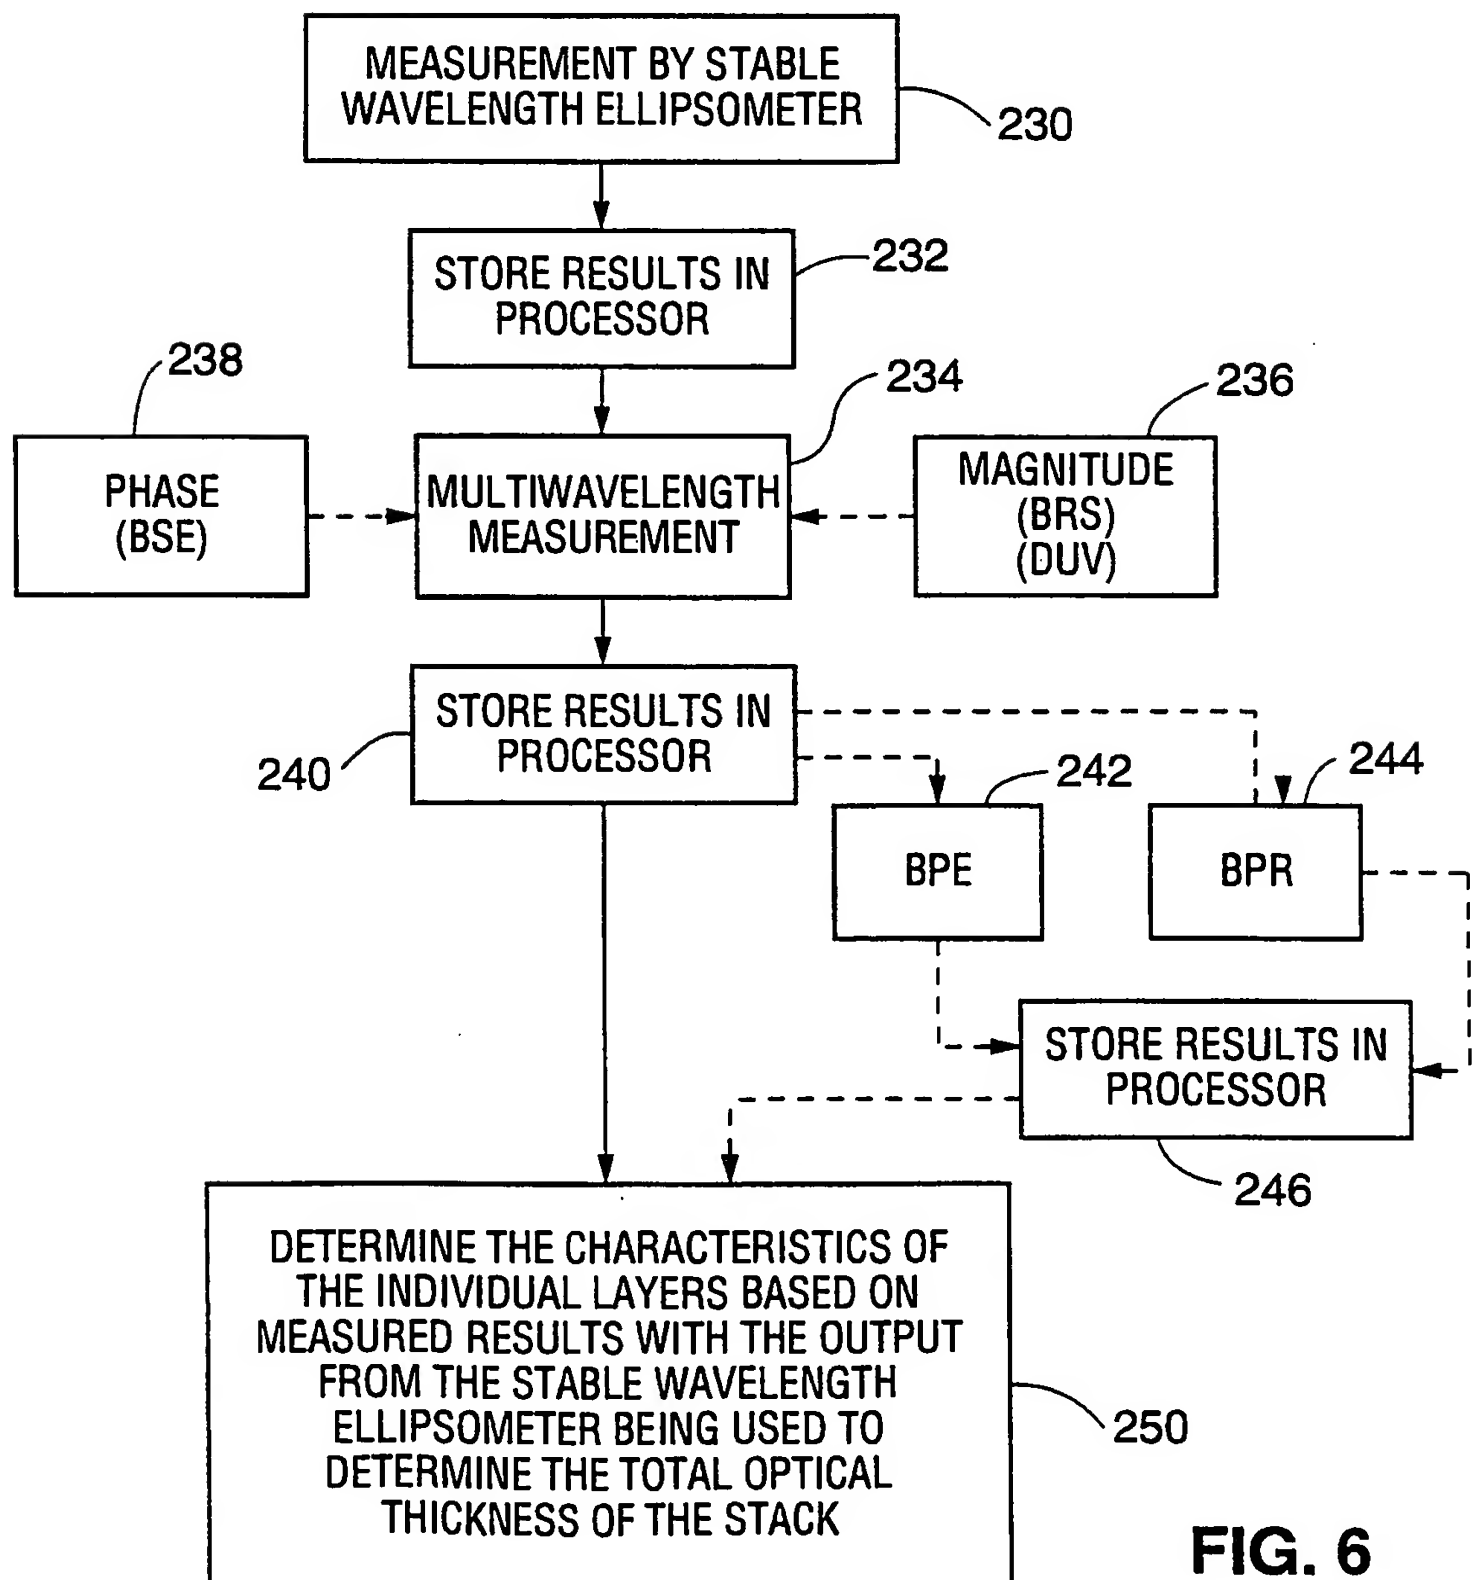 MEASUREMENT BY STABLE
WAVELENGTH ELLIPSOMETER
230
STORE RESULTS IN
PROCESSOR
232
238
234
236
PHASE
(BSE)
MULTIWAVELENGTH
MEASUREMENT
MAGNITUDE
(BRS)
(DUV)
STORE RESULTS IN
PROCESSOR
240
242
244
BPE
BPR
STORE RESULTS IN
PROCESSOR
246
DETERMINE THE CHARACTERISTICS OF
THE INDIVIDUAL LAYERS BASED ON
MEASURED RESULTS WITH THE OUTPUT
FROM THE STABLE WAVELENGTH
ELLIPSOMETER BEING USED TO
DETERMINE THE TOTAL OPTICAL
THICKNESS OF THE STACK
250
FIG. 6